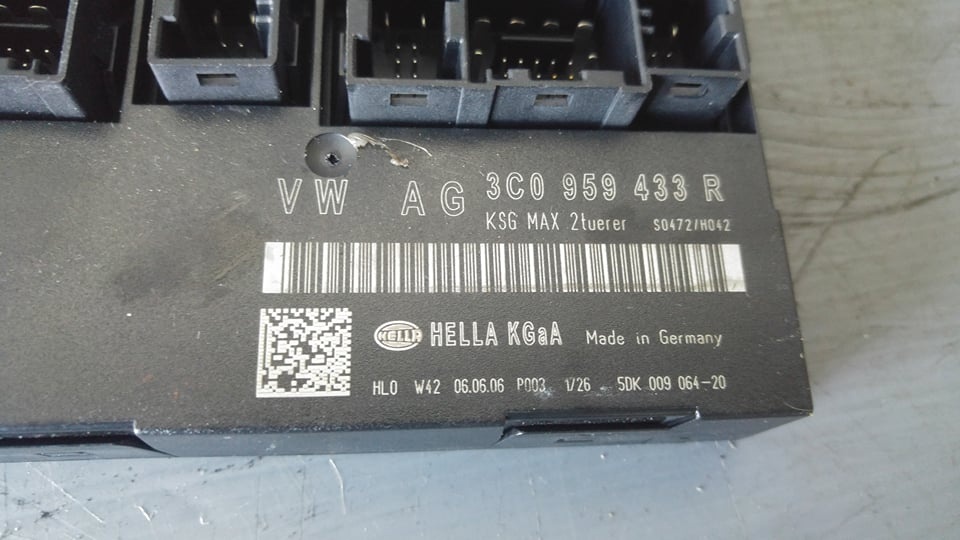 VW AG 3C0 959 433 R
KSG MAX 2tuerer S0472/H042
HELLA HELLA KGaA Made in Germany
HL0 W42 06.06.06 P003 1/26 5DK 009 064-20